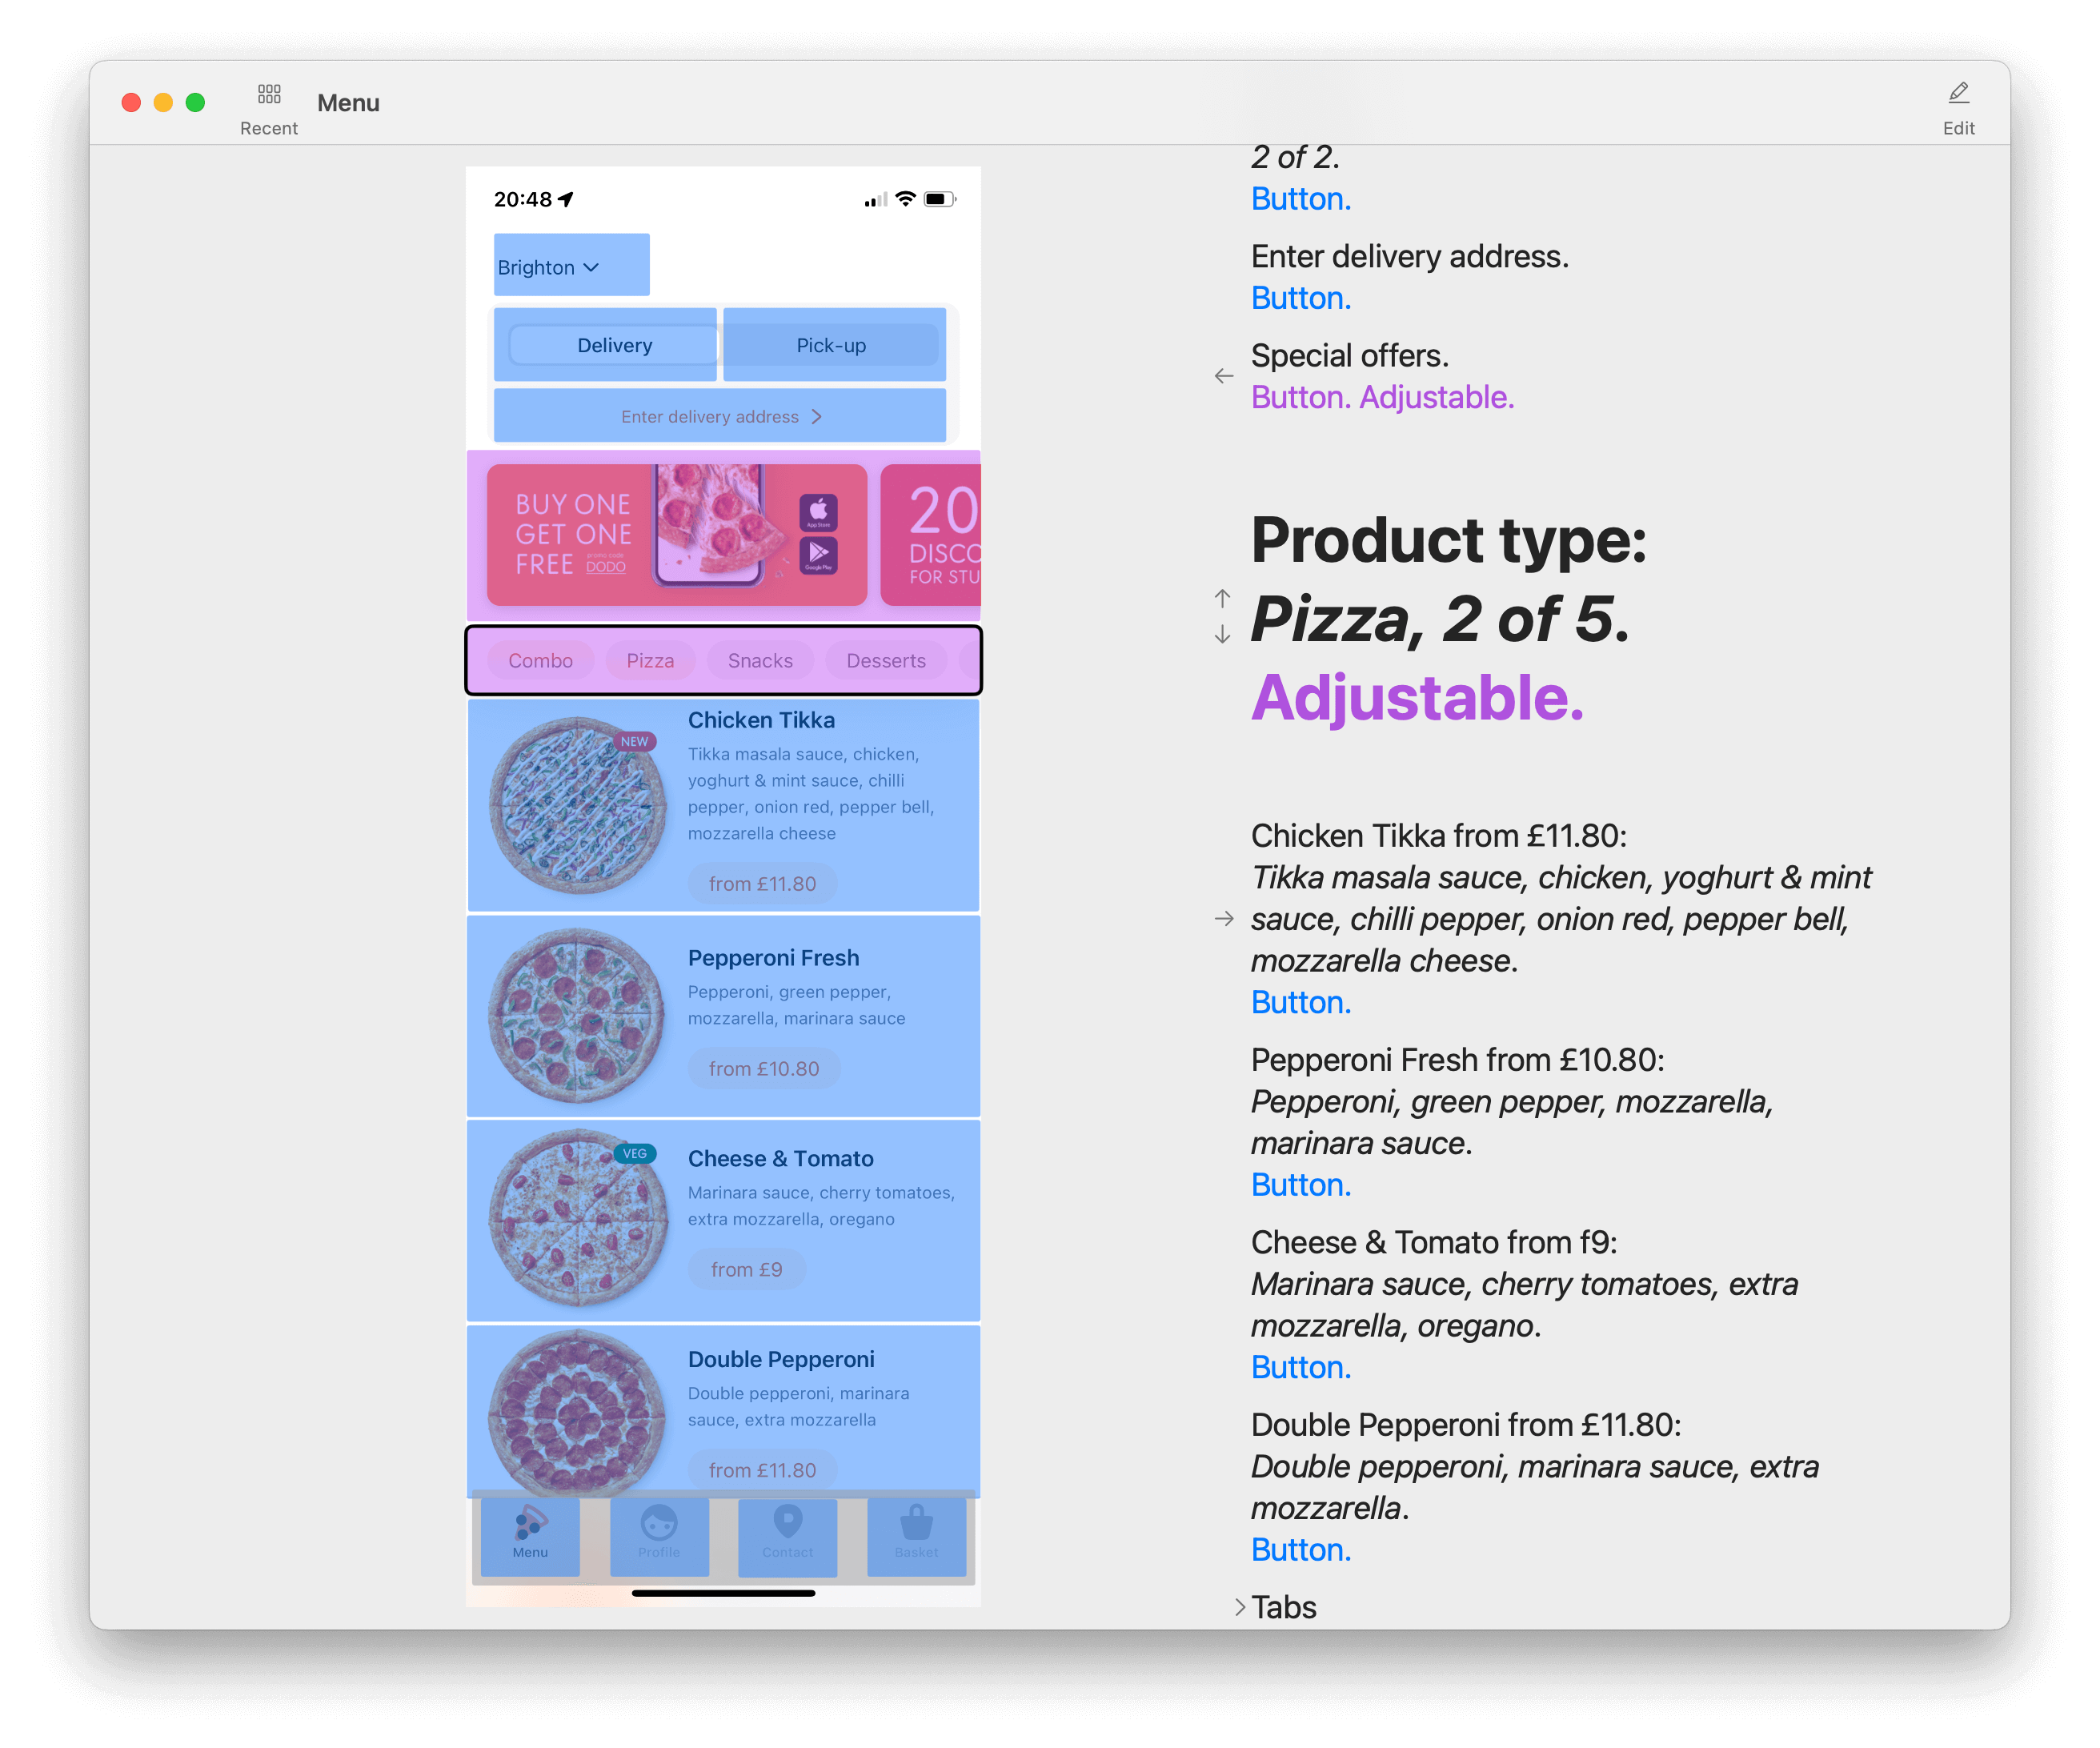 Recent
Menu
Edit
20:48
Brighton
Delivery
Pick-up
Enter delivery address
BUY ONE
GET ONE
FREE
promo code
DODO
App Store
Google Play
20
DISCO
FOR STU
Combo
Pizza
Snacks
Desserts
NEW
Chicken Tikka
Tikka masala sauce, chicken,
yoghurt & mint sauce, chilli
pepper, onion red, pepper bell,
mozzarella cheese
from £11.80
Pepperoni Fresh
Pepperoni, green pepper,
mozzarella, marinara sauce
from £10.80
VEG
Cheese & Tomato
Marinara sauce, cherry tomatoes,
extra mozzarella, oregano
from £9
Double Pepperoni
Double pepperoni, marinara
sauce, extra mozzarella
from £11.80
Menu
Profile
Contact
Basket
2 of 2.
Button.
Enter delivery address.
Button.
Special offers.
Button. Adjustable.
Product type:
Pizza, 2 of 5.
Adjustable.
Chicken Tikka from £11.80:
Tikka masala sauce, chicken, yoghurt & mint
sauce, chilli pepper, onion red, pepper bell,
mozzarella cheese.
Button.
Pepperoni Fresh from £10.80:
Pepperoni, green pepper, mozzarella,
marinara sauce.
Button.
Cheese & Tomato from f9:
Marinara sauce, cherry tomatoes, extra
mozzarella, oregano.
Button.
Double Pepperoni from £11.80:
Double pepperoni, marinara sauce, extra
mozzarella.
Button.
Tabs